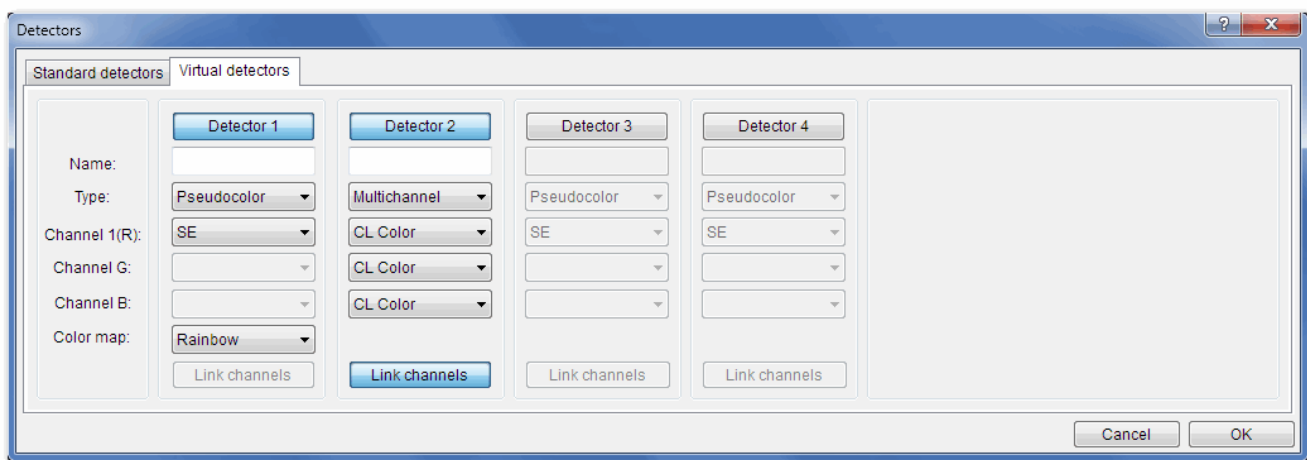 Detectors
?
X
Standard detectors Virtual detectors
Detector 1 Detector 2 Detector 3 Detector 4
Name:
Type: Pseudocolor Multichannel Pseudocolor Pseudocolor
Channel 1(R): SE CL Color SE SE
Channel G: CL Color
Channel B: CL Color
Color map: Rainbow
Link channels Link channels Link channels Link channels
Cancel OK